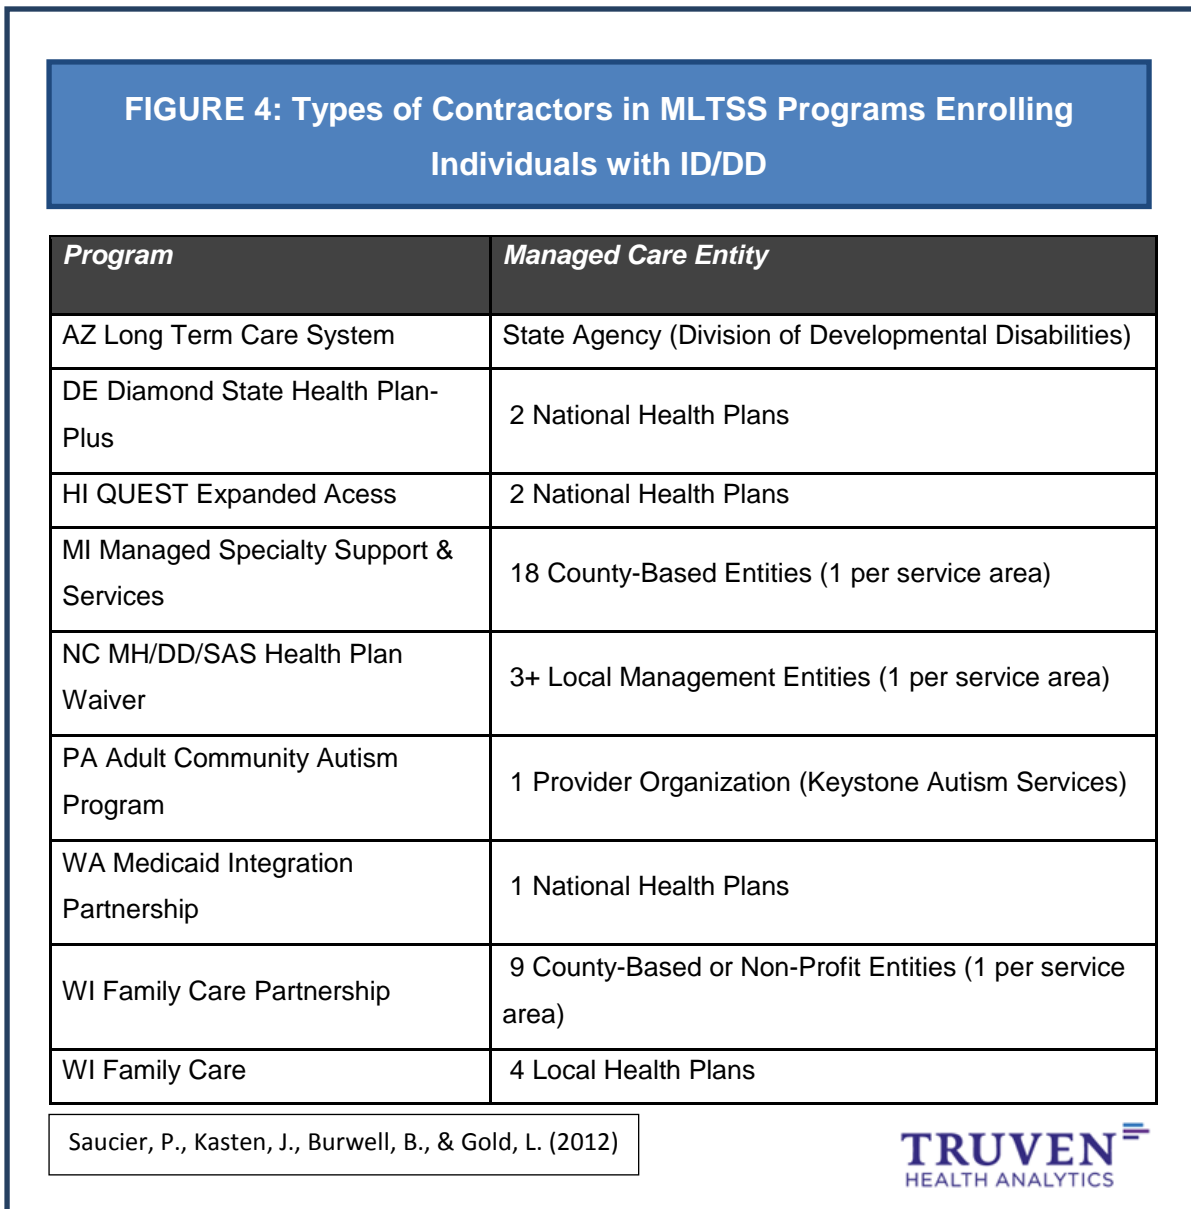 FIGURE 4: Types of Contractors in MLTSS Programs Enrolling
Individuals with ID/DD
Program
Managed Care Entity
AZ Long Term Care System
State Agency (Division of Developmental Disabilities)
DE Diamond State Health Plan-
Plus
2 National Health Plans
HI QUEST Expanded Acess
2 National Health Plans
MI Managed Specialty Support &
Services
18 County-Based Entities (1 per service area)
NC MH/DD/SAS Health Plan
Waiver
3+ Local Management Entities (1 per service area)
PA Adult Community Autism
Program
1 Provider Organization (Keystone Autism Services)
WA Medicaid Integration
Partnership
1 National Health Plans
WI Family Care Partnership
9 County-Based or Non-Profit Entities (1 per service
area)
WI Family Care
4 Local Health Plans
Saucier, P., Kasten, J., Burwell, B., & Gold, L. (2012)
TRUVEN
HEALTH ANALYTICS